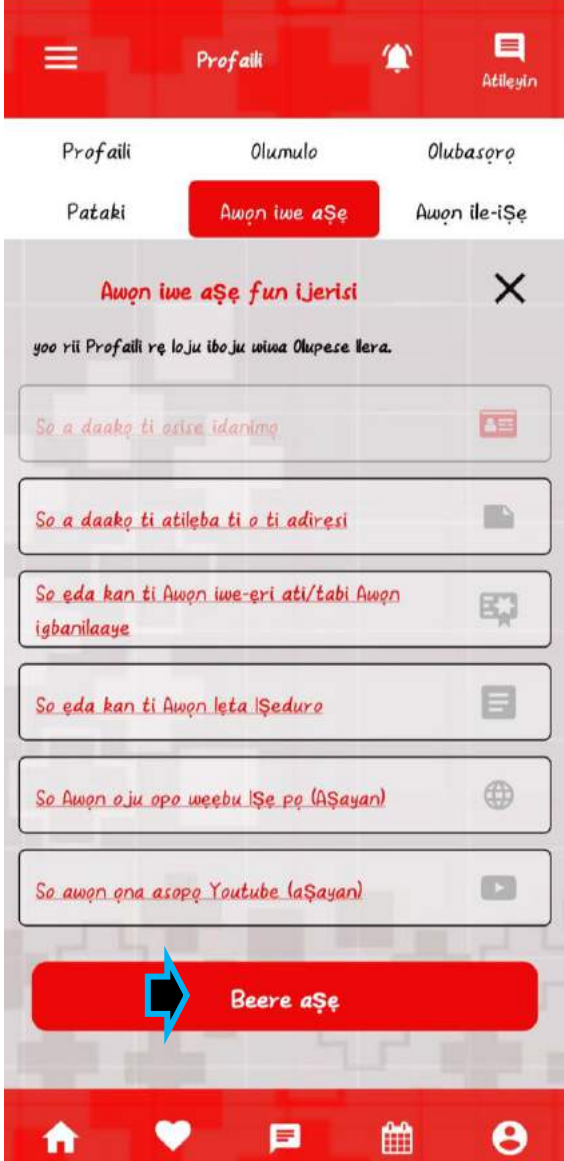 Profaili
Atilẹyin
Profaili Olumulo Olubasọrọ
Pataki Awọn iwe aṢẹ Awọn ile-iṢẹ
Awọn iwe aṢẹ fun ijerisi
yoo rii Profaili rẹ loju iboju wiwa Olupese Ilera.
So a daakọ ti osise idanimọ
So a daakọ ti atilẹba ti o ti adirẹsi
So ẹda kan ti Awọn iwe-ẹri ati/tabi Awọn
igbanilaaye
So ẹda kan ti Awọn lẹta IṢeduro
So Awọn oju opo wẹẹbu IṢẹ pọ (AṢayan)
So awọn ọna asopọ Youtube (aṢayan)
Beere aṢẹ